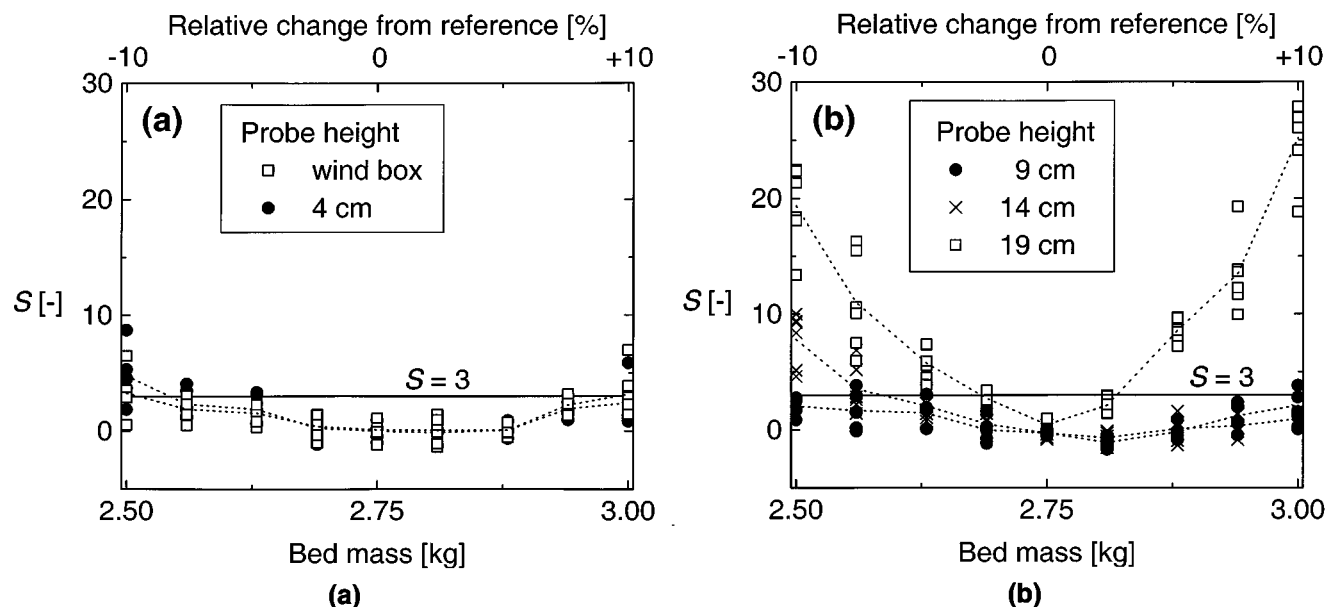 Relative change from reference [%]
-10 0 +10
30
(a)
Probe height
wind box
4 cm
20
S [-]
10
S = 3
0
2.50 2.75 3.00
Bed mass [kg]
(a)
Relative change from reference [%]
-10 0 +10
30
(b)
Probe height
9 cm
14 cm
19 cm
20
S [-]
10
S = 3
0
2.50 2.75 3.00
Bed mass [kg]
(b)